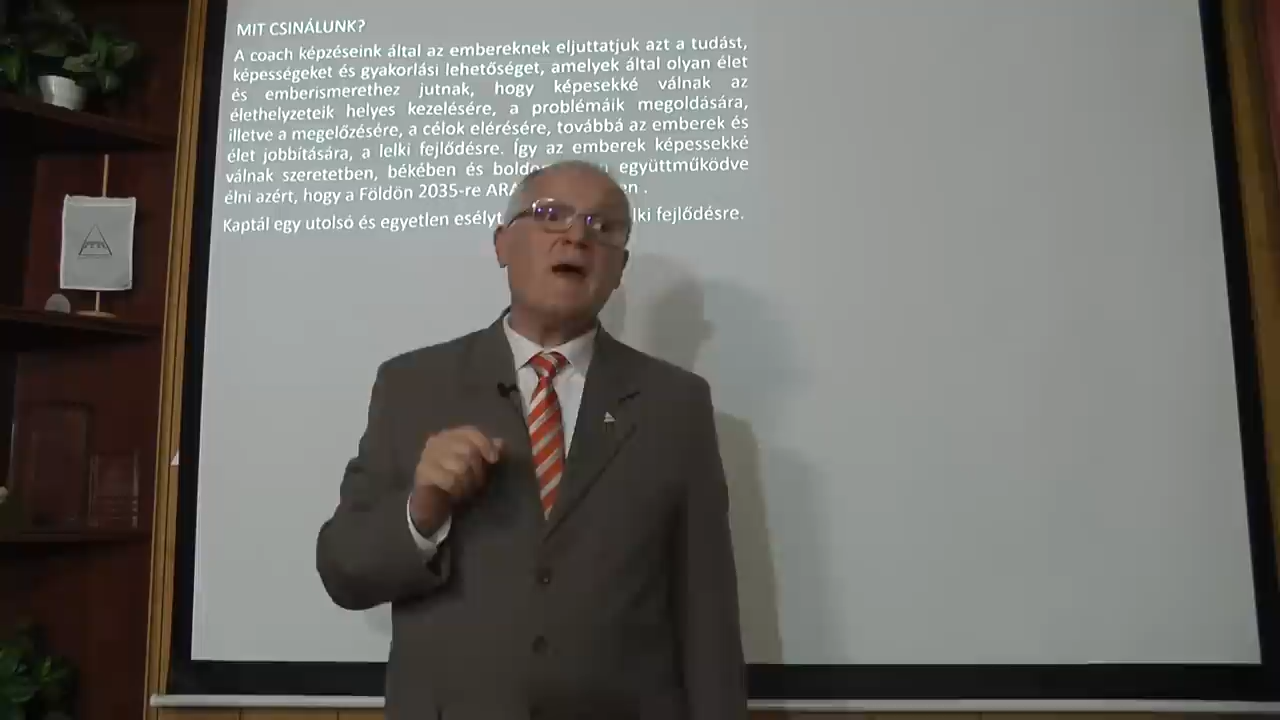 MIT CSINÁLUNK?
A coach képzéseink által az embereknek eljuttatjuk azt a tudást,
képességeket és gyakorlási lehetőséget, amelyek által olyan élet
és emberismerethez jutnak, hogy képesekké válnak az
élethelyzeteik helyes kezelésére, a problémáik megoldására,
illetve a megelőzésére, a célok elérésére, továbbá az emberek és
élet jobbítására, a lelki fejlődésre. Így az emberek képessekké
válnak szeretetben, békében és együttműködve
élni azért, hogy a Földön 2035-re
Kaptál egy utolsó és egyetlen esélyt fejlődésre.